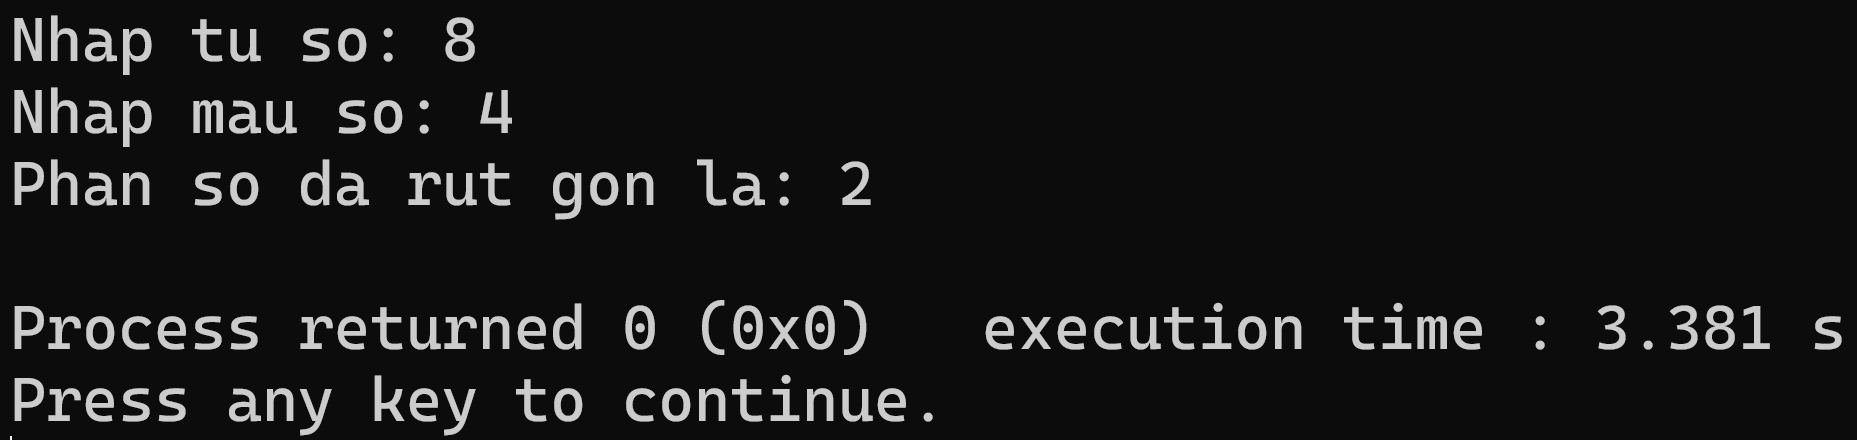 Nhap tu so: 8
Nhap mau so: 4
Phan so da rut gon la: 2
Process returned 0 (0x0)   execution time : 3.381 s
Press any key to continue.